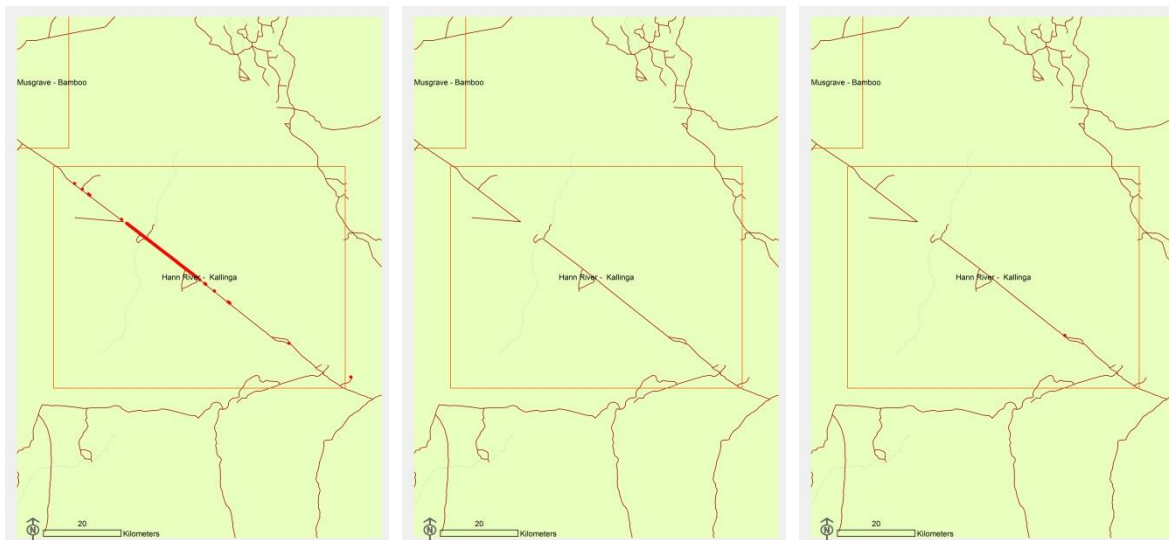 Musgrave - Bamboo
Hann River - Kallinga
N
20
Kilometers
Musgrave - Bamboo
Hann River - Kallinga
N
20
Kilometers
Musgrave - Bamboo
Hann River - Kallinga
N
20
Kilometers